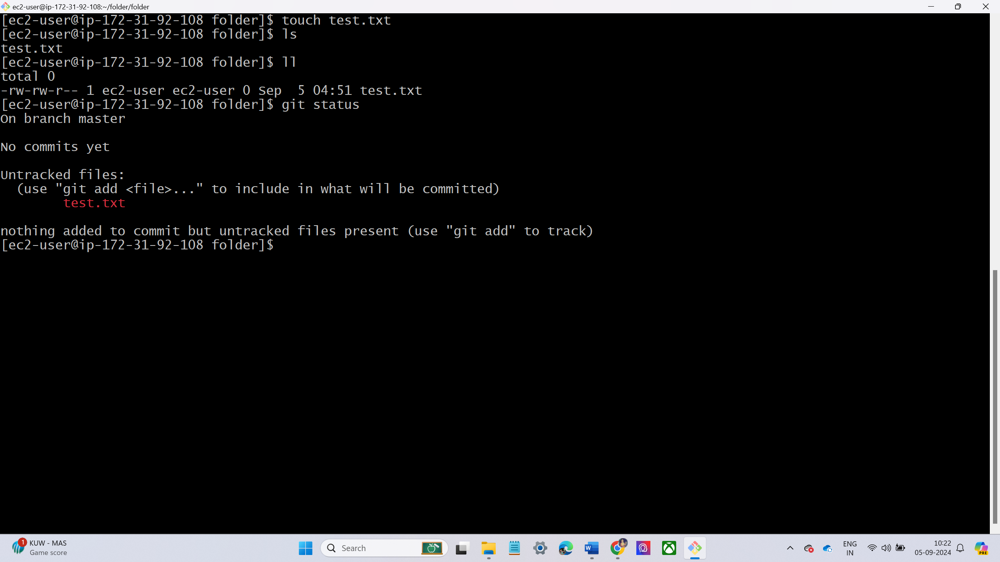 ec2-user@ip-172-31-92-108:~/folder/folder
[ec2-user@ip-172-31-92-108 folder]$ touch test.txt
[ec2-user@ip-172-31-92-108 folder]$ ls
test.txt
[ec2-user@ip-172-31-92-108 folder]$ ll
total 0
-rw-rw-r-- 1 ec2-user ec2-user 0 Sep  5 04:51 test.txt
[ec2-user@ip-172-31-92-108 folder]$ git status
On branch master
No commits yet
Untracked files:
  (use "git add <file>..." to include in what will be committed)
        test.txt
nothing added to commit but untracked files present (use "git add" to track)
[ec2-user@ip-172-31-92-108 folder]$
1
KUW - MAS
Game score
Search
W
ENG
IN
10:22
05-09-2024
PRE